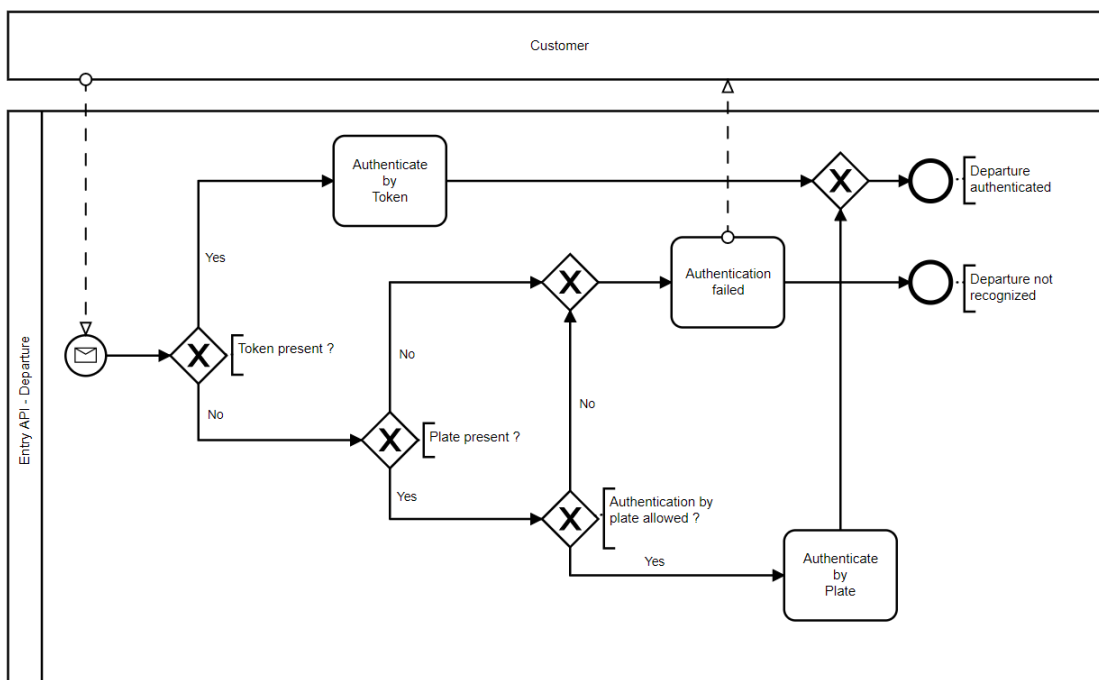 Customer
Entry API - Departure
Authenticate
by
Token
Departure
authenticated
Yes
Authentication
failed
Departure not
recognized
Token present ?
No
No
Plate present ?
No
Yes
Authentication by
plate allowed ?
Yes
Authenticate
by
Plate